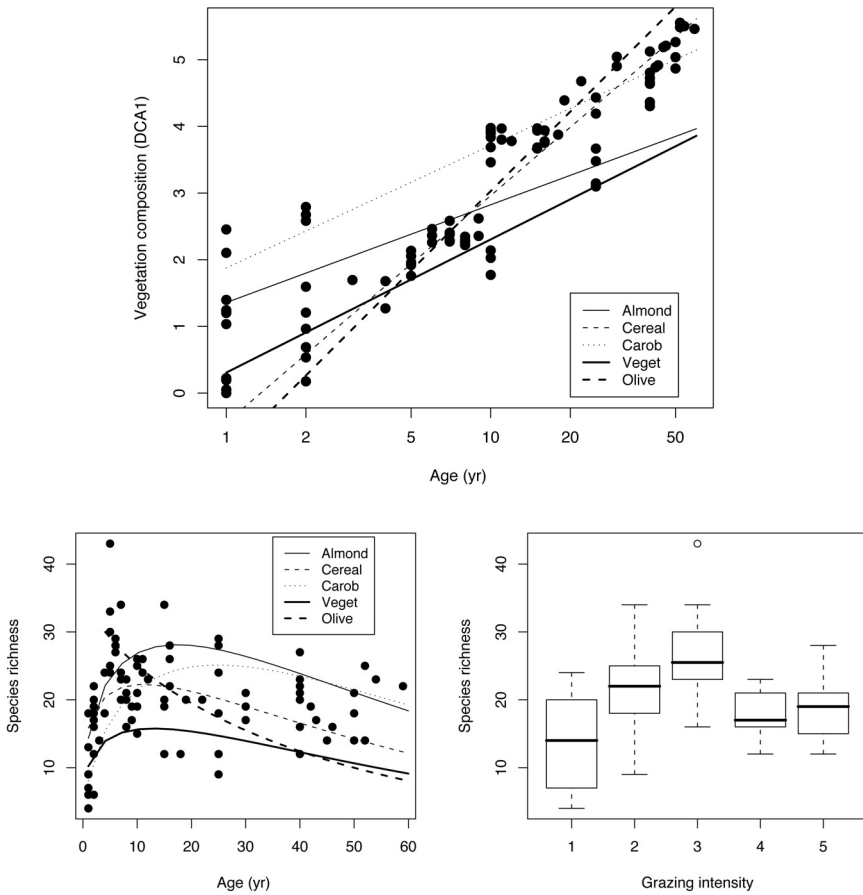 Vegetation composition (DCA1)
5
4
3
2
1
0
Almond
Cereal
Carob
Veget
Olive
1 2 5 10 20 50
Age (yr)
Species richness
40
30
20
10
Almond
Cereal
Carob
Veget
Olive
0 10 20 30 40 50 60
Age (yr)
Species richness
40
30
20
10
1 2 3 4 5
Grazing intensity